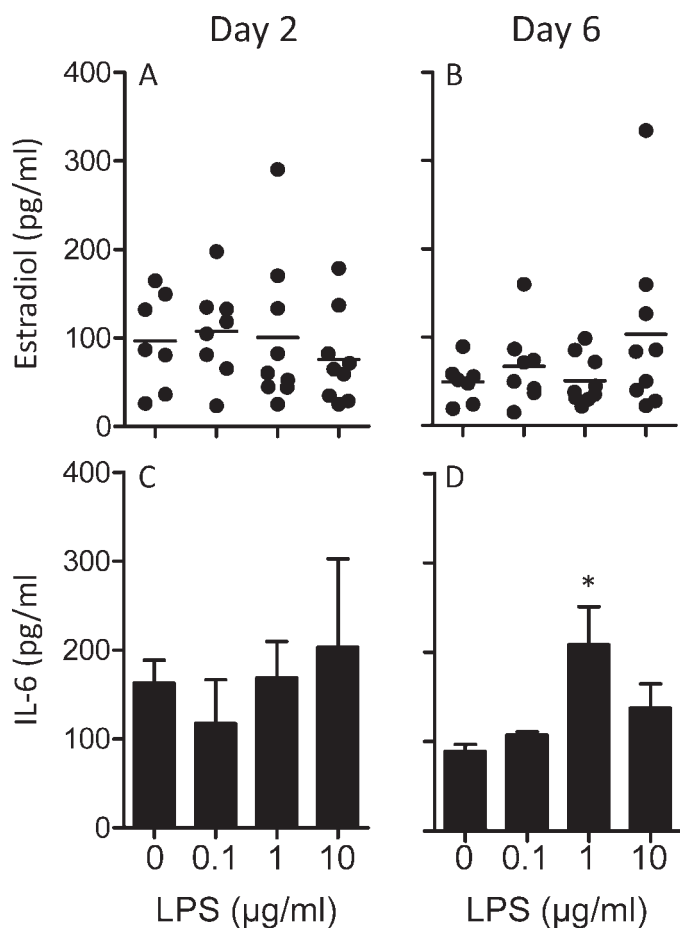 Day 2 Day 6
A B
Estradiol (pg/ml)
400
300
200
100
0
C D
IL-6 (pg/ml
400
300
200
100
0
*
0 0.1 1 10 0 0.1 1 10
LPS (µg/ml) LPS (µg/ml)